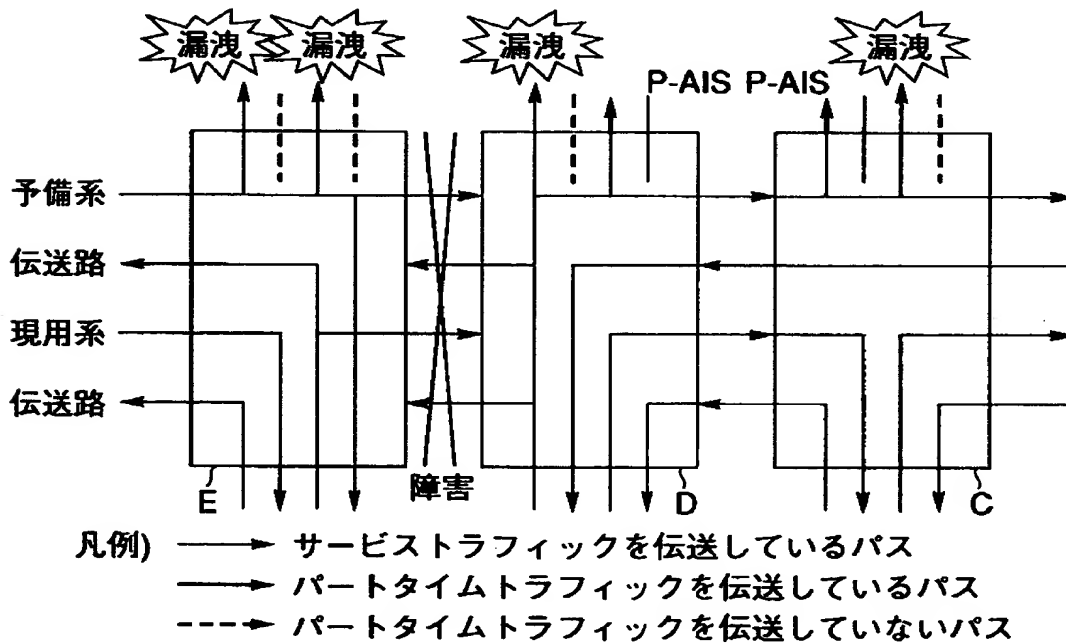 漏洩 漏洩 漏洩 漏洩
P-AIS P-AIS
予備系
伝送路
現用系
伝送路
E 障害 D C
凡例) サービストラフィックを伝送しているパス
パートタイムトラフィックを伝送しているパス
パートタイムトラフィックを伝送していないパス